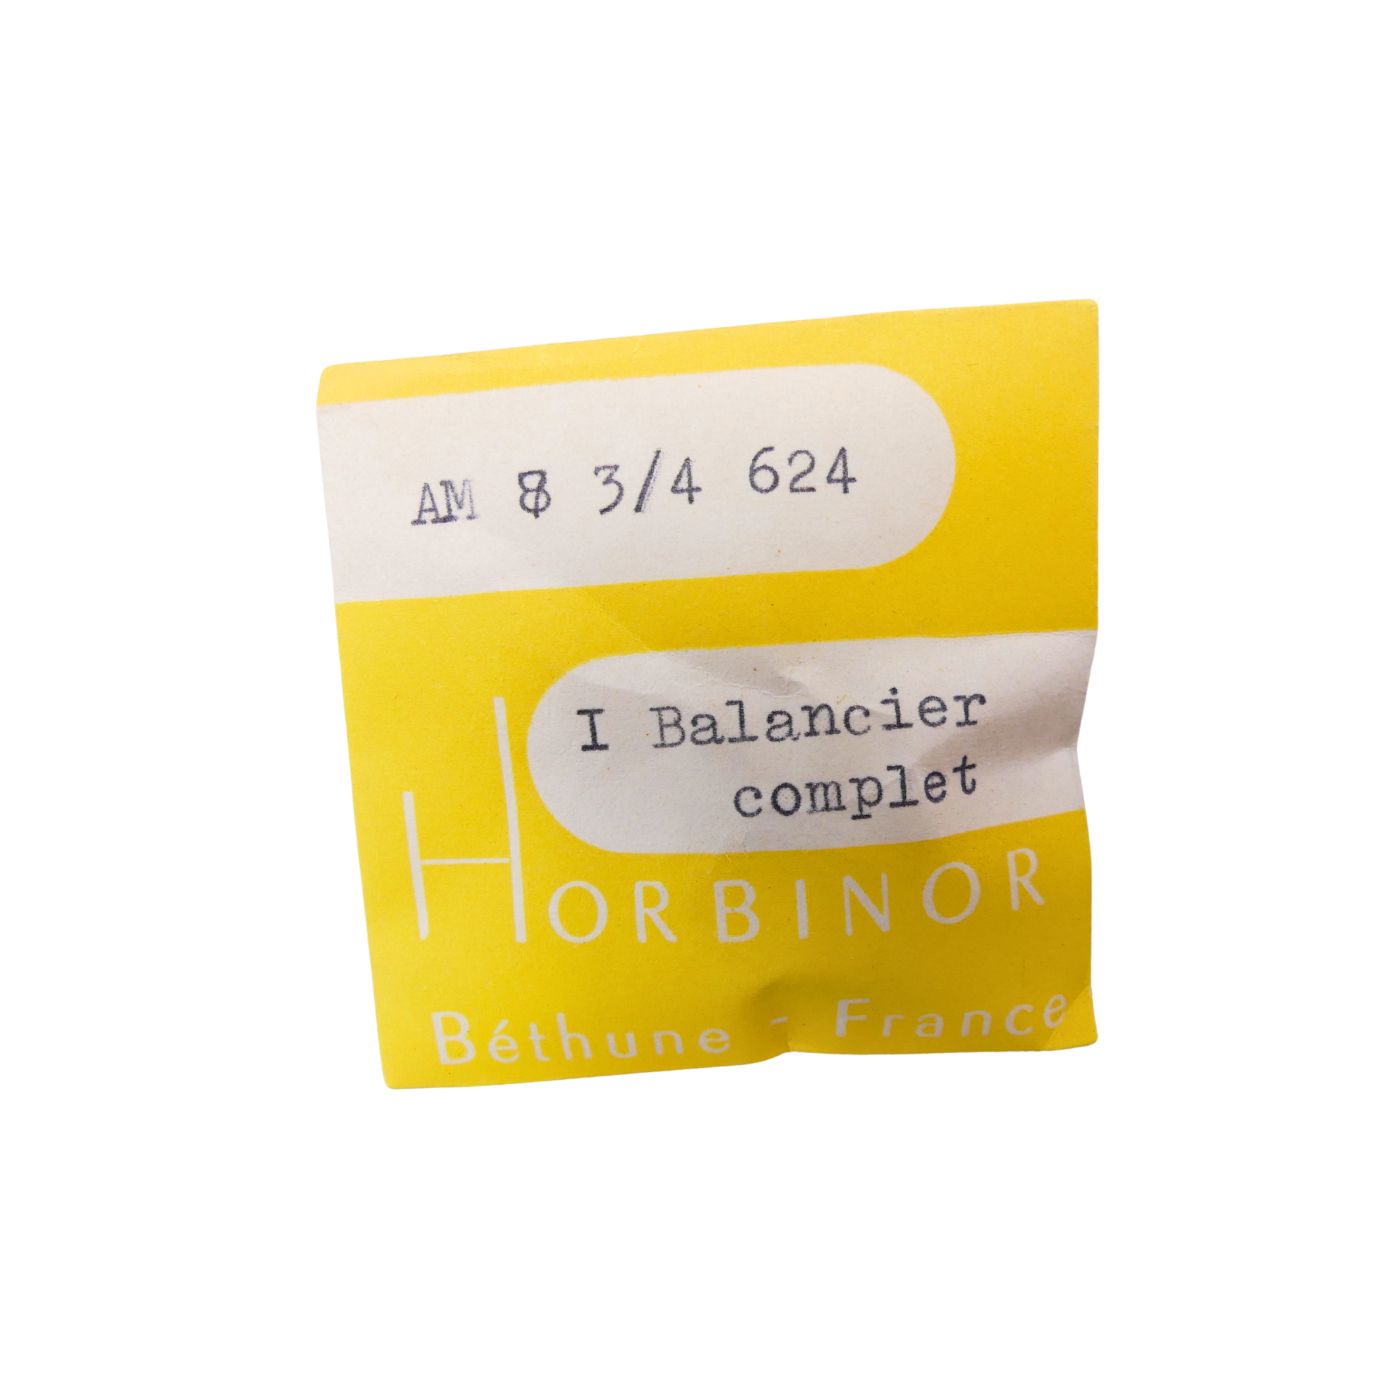 AM 8 3/4 624
I Balancier
complet
HORBINOR
Béthune - France